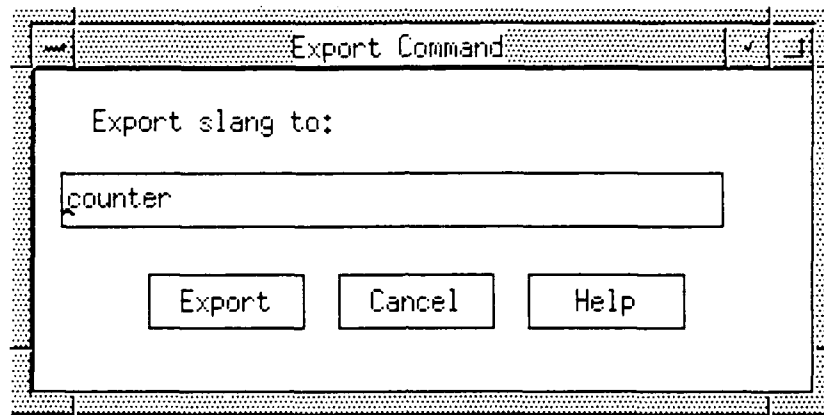 Export Command
Export slang to:
counter
Export Cancel Help